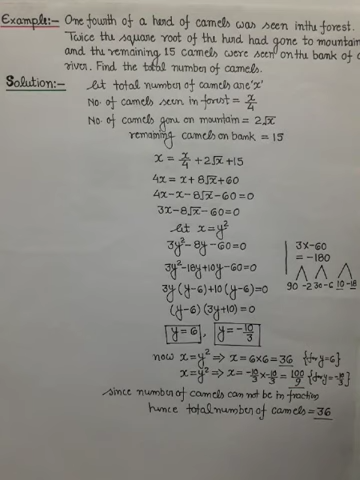 Example:- One fourth of a herd of camels was seen in the forest.
Twice the square root of the herd had gone to mountain
and the remaining 15 camels were seen on the bank of a
river. Find the total number of camels.
Solution:- let total number of camels are 'x'
No. of camels seen in forest = x/4
No. of camels gone on mountain = 2√x
remaining camels on bank = 15
x = x/4 + 2√x + 15
4x = x + 8√x + 60
4x - x - 8√x - 60 = 0
3x - 8√x - 60 = 0
let x = y²
3y² - 8y - 60 = 0
3x - 60
= -180
3y² - 18y + 10y - 60 = 0
90 -2 30 -6 10 -18
3y (y-6) + 10 (y-6) = 0
(y-6) (3y+10) = 0
y = 6 , y = -10/3
now x = y² ⇒ x = 6×6 = 36 {for y=6}
x = y² ⇒ x = -10/3 × -10/3 = 100/9 {for y = -10/3}
since number of camels can not be in fraction
hence total number of camels = 36